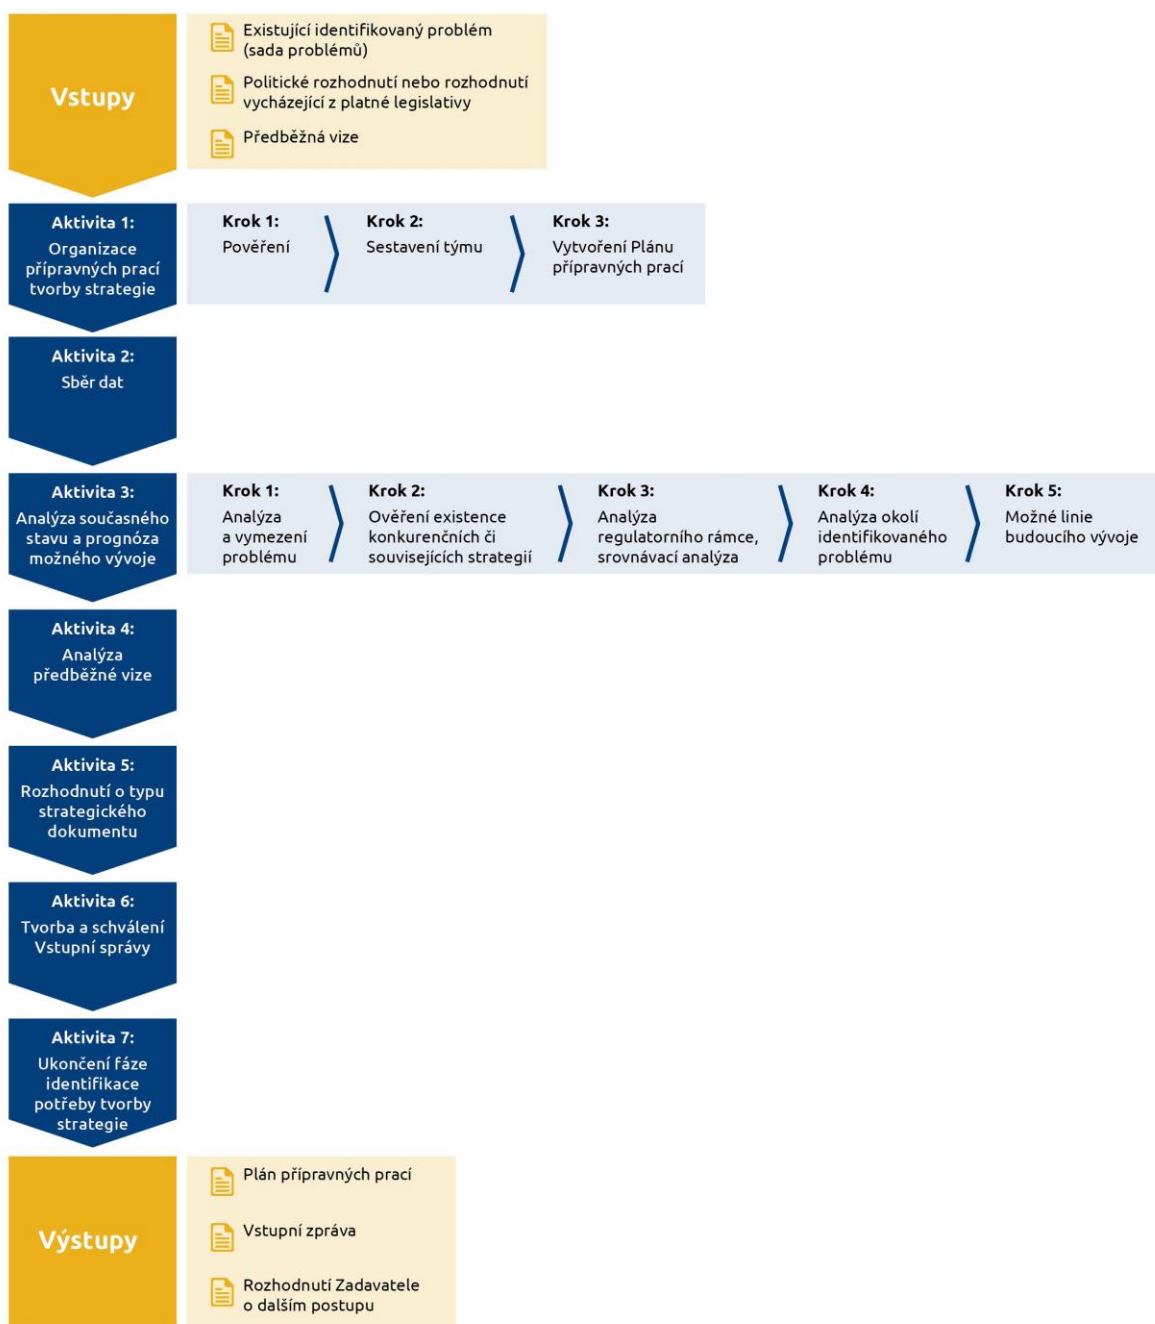 Vstupy
Existující identifikovaný problém
(sada problémů)
Politické rozhodnutí nebo rozhodnutí
vycházející z platné legislativy
Předběžná vize
Aktivita 1:
Organizace
přípravných prací
tvorby strategie
Krok 1:
Pověření
Krok 2:
Sestavení týmu
Krok 3:
Vytvoření Plánu
přípravných prací
Aktivita 2:
Sběr dat
Aktivita 3:
Analýza současného
stavu a prognóza
možného vývoje
Krok 1:
Analýza
a vymezení
problému
Krok 2:
Ověření existence
konkurenčních či
souvisejících strategií
Krok 3:
Analýza
regulatorního rámce,
srovnávací analýza
Krok 4:
Analýza okolí
identifikovaného
problému
Krok 5:
Možné linie
budoucího vývoje
Aktivita 4:
Analýza
předběžné vize
Aktivita 5:
Rozhodnutí o typu
strategického
dokumentu
Aktivita 6:
Tvorba a schválení
Vstupní správy
Aktivita 7:
Ukončení fáze
identifikace
potřeby tvorby
strategie
Výstupy
Plán přípravných prací
Vstupní zpráva
Rozhodnutí Zadavatele
o dalším postupu